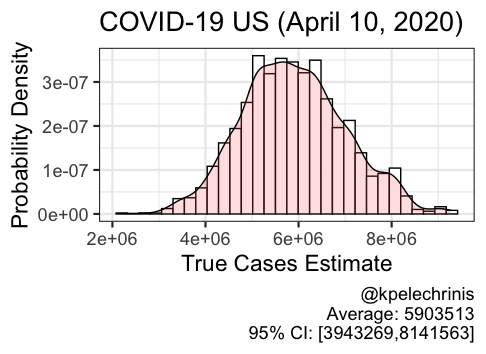 COVID-19 US (April 10, 2020)
Probability Density
3e-07
2e-07
1e-07
0e+00
2e+06 4e+06 6e+06 8e+06
True Cases Estimate
@kpelechrinis
Average: 5903513
95% CI: [3943269,8141563]